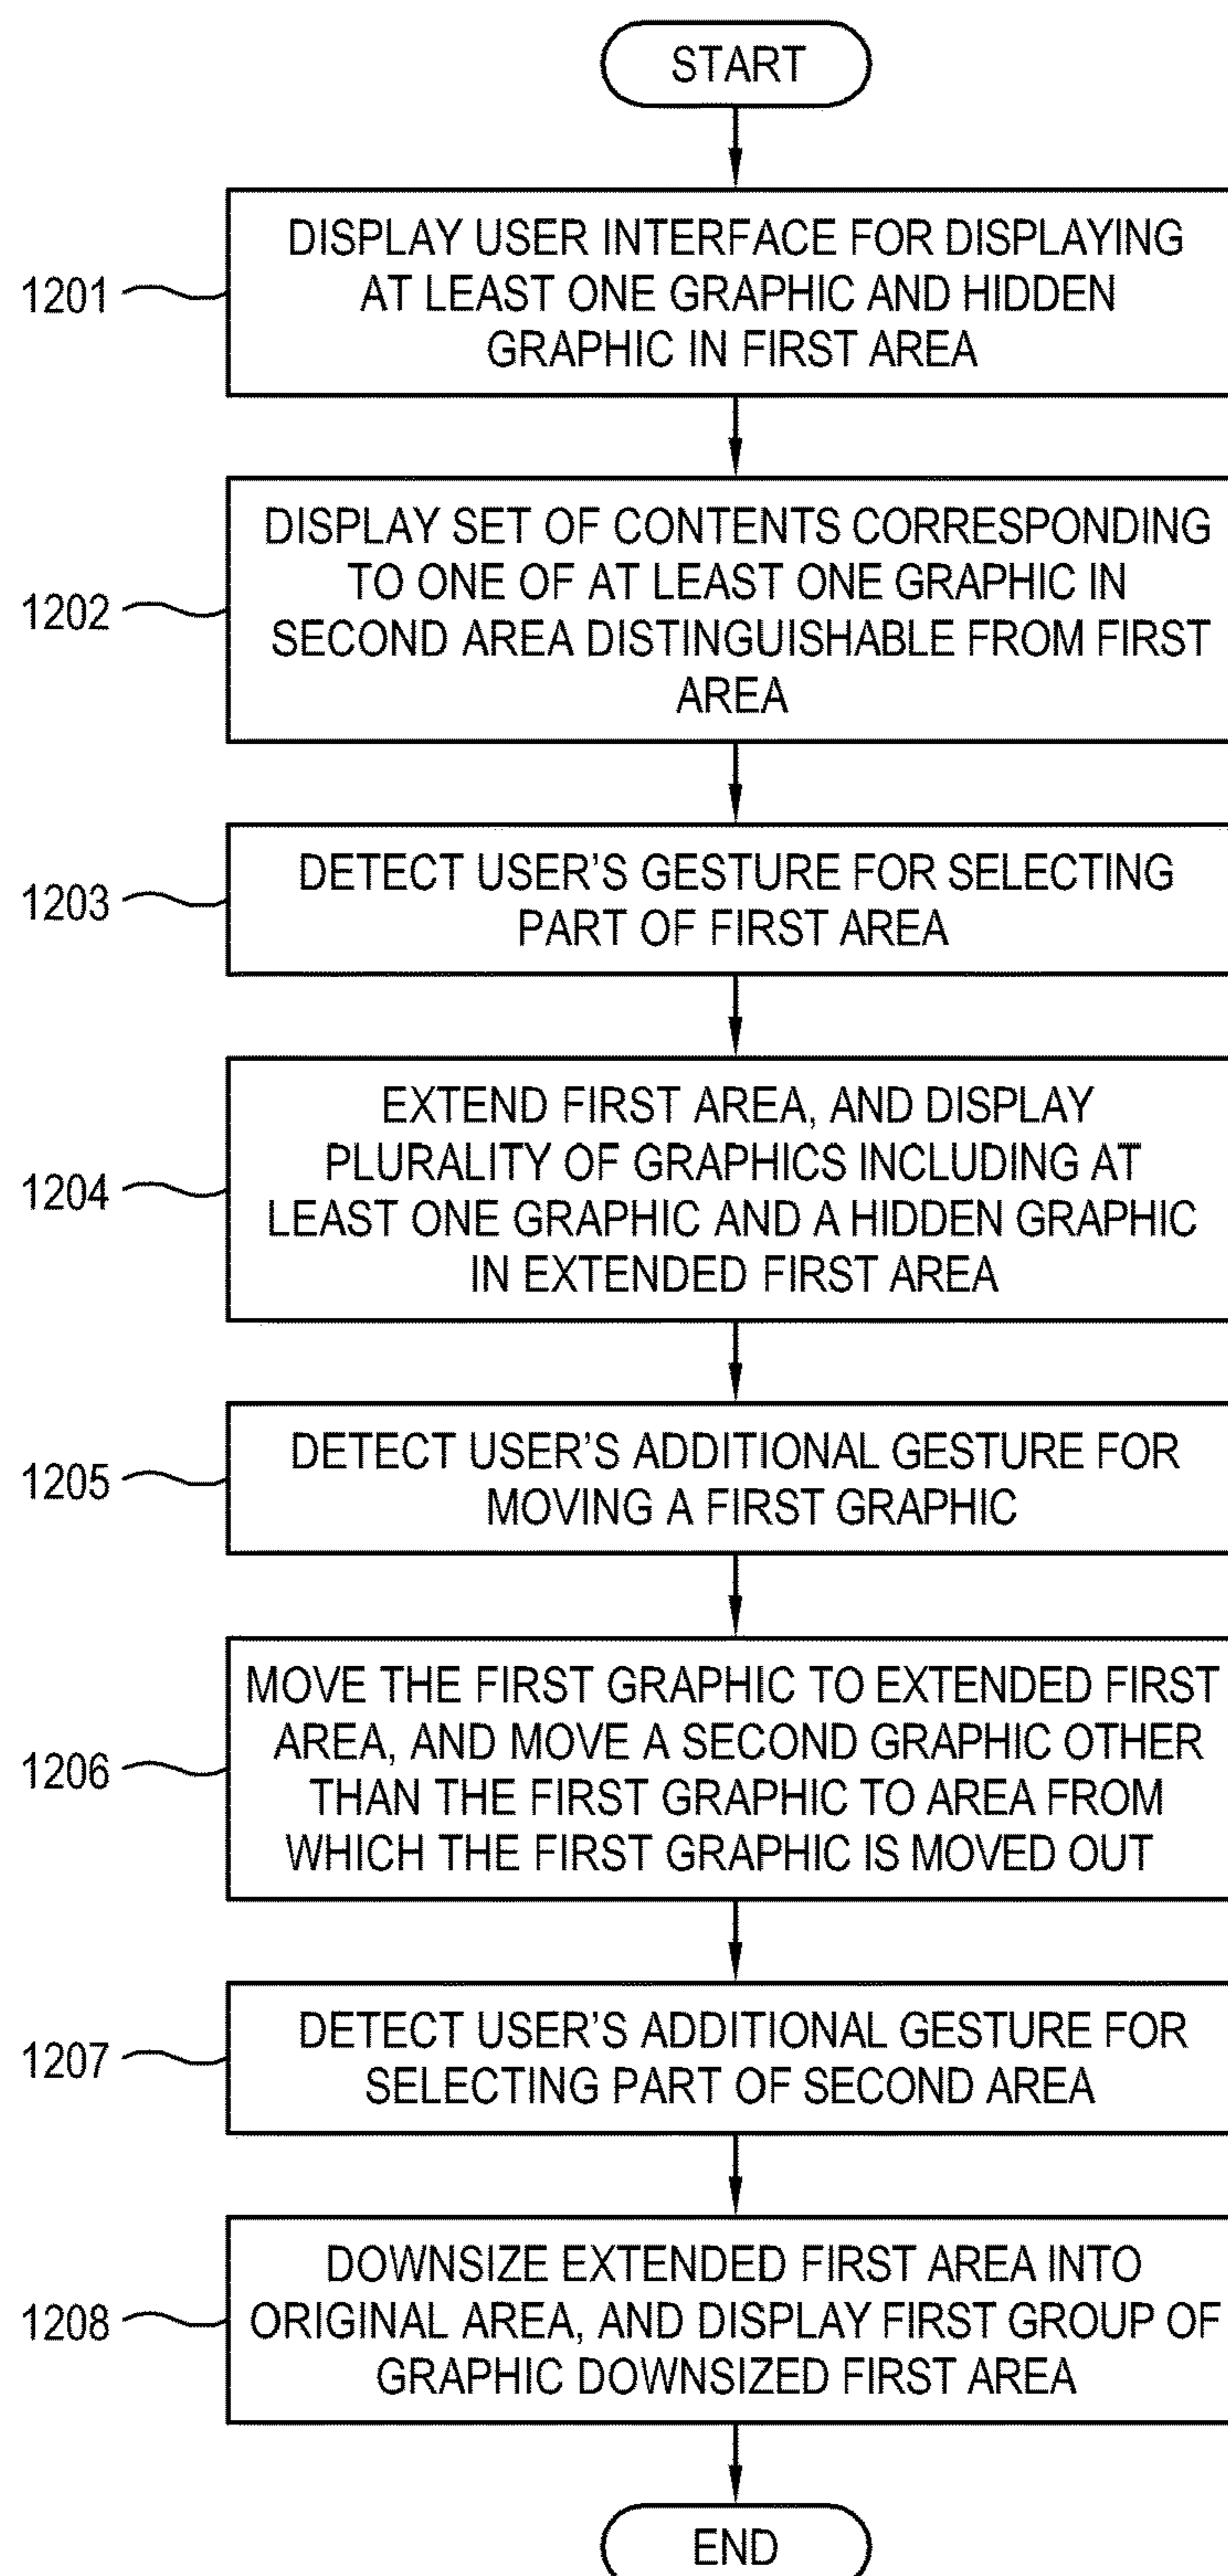 START
DISPLAY USER INTERFACE FOR DISPLAYING
AT LEAST ONE GRAPHIC AND HIDDEN
GRAPHIC IN FIRST AREA
1201
DISPLAY SET OF CONTENTS CORRESPONDING
TO ONE OF AT LEAST ONE GRAPHIC IN
SECOND AREA DISTINGUISHABLE FROM FIRST
AREA
1202
DETECT USER'S GESTURE FOR SELECTING
PART OF FIRST AREA
1203
EXTEND FIRST AREA, AND DISPLAY
PLURALITY OF GRAPHICS INCLUDING AT
LEAST ONE GRAPHIC AND A HIDDEN GRAPHIC
IN EXTENDED FIRST AREA
1204
DETECT USER'S ADDITIONAL GESTURE FOR
MOVING A FIRST GRAPHIC
1205
MOVE THE FIRST GRAPHIC TO EXTENDED FIRST
AREA, AND MOVE A SECOND GRAPHIC OTHER
THAN THE FIRST GRAPHIC TO AREA FROM
WHICH THE FIRST GRAPHIC IS MOVED OUT
1206
DETECT USER'S ADDITIONAL GESTURE FOR
SELECTING PART OF SECOND AREA
1207
DOWNSIZE EXTENDED FIRST AREA INTO
ORIGINAL AREA, AND DISPLAY FIRST GROUP OF
GRAPHIC DOWNSIZED FIRST AREA
1208
END